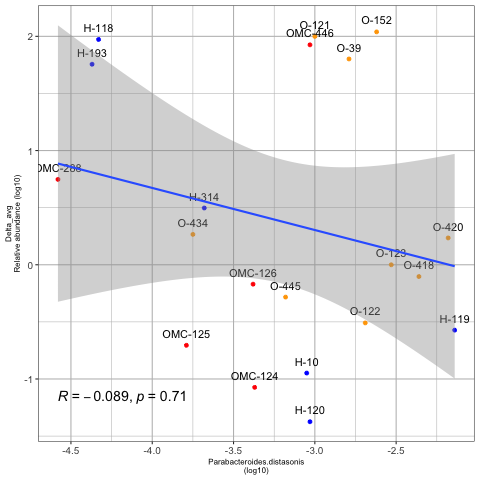 O-152
O-121
H-118
OMC-446
O-39
H-193
OMC-288
H-314
O-434
O-420
O-123
O-418
OMC-126
O-445
O-122
H-119
OMC-125
H-10
OMC-124
H-120
R = −0.089, p = 0.71
2
1
0
-1
Delta_avg
Relative abundante (log10)
-4.5 -4.0 -3.5 -3.0 -2.5
Parabacteroides.distasonis
(log10)